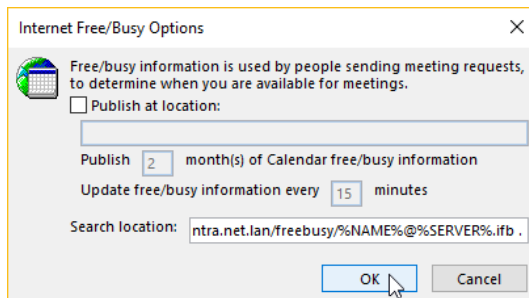 Internet Free/Busy Options
Free/busy information is used by people sending meeting requests,
to determine when you are available for meetings.
Publish at location:
Publish 2 month(s) of Calendar free/busy information
Update free/busy information every 15 minutes
Search location: ntra.net.lan/freebusy/%NAME%@%SERVER%.ifb .
OK Cancel